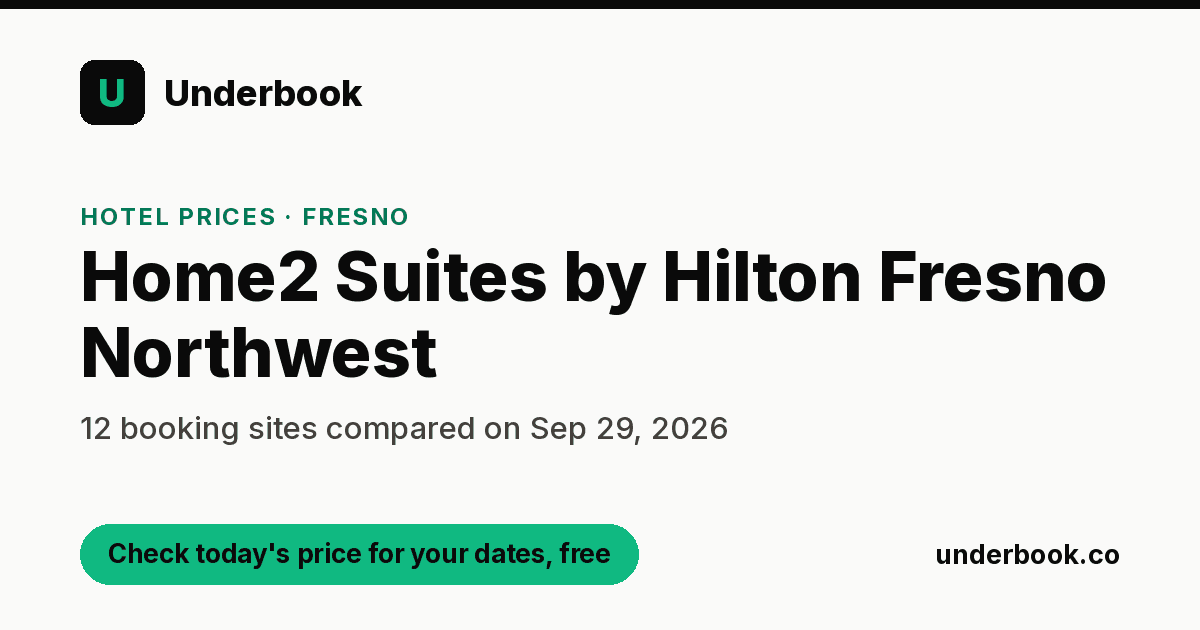 U
Underbook
HOTEL PRICES · FRESNO
Home2 Suites by Hilton Fresno
Northwest
12 booking sites compared on Sep 29, 2026
Check today's price for your dates, free
underbook.co